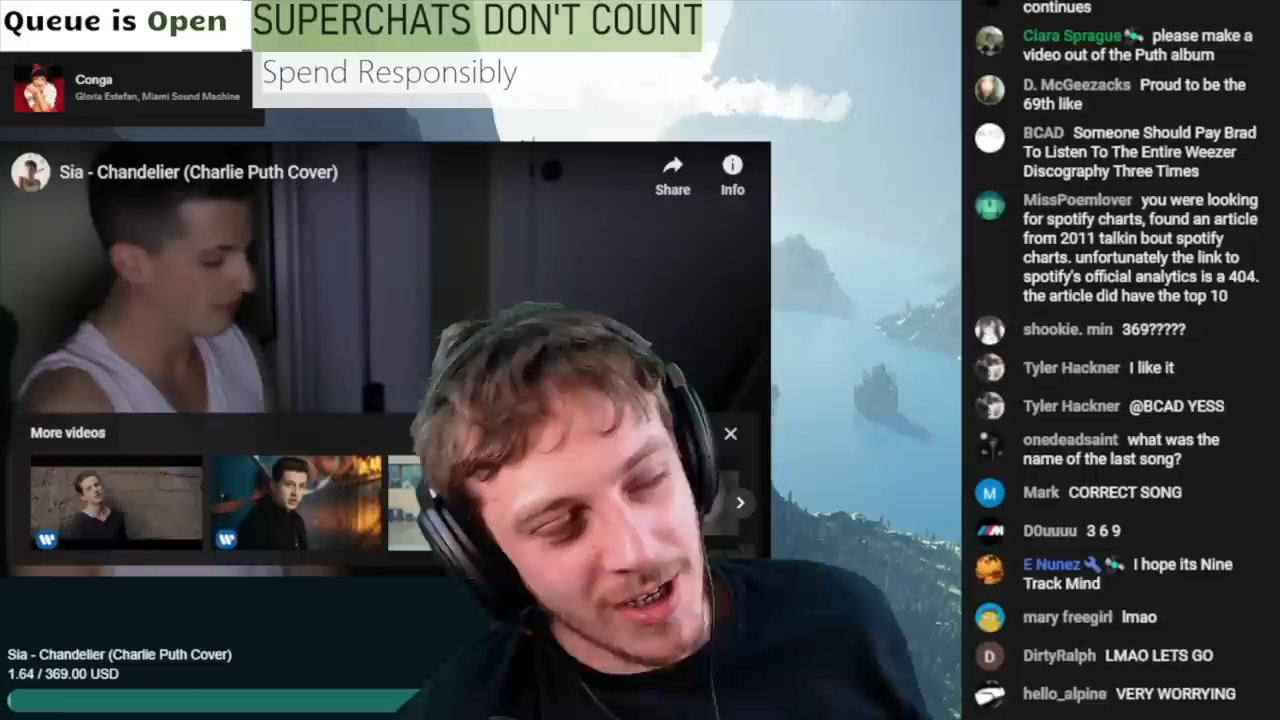 Queue is Open
SUPERCHATS DON'T COUNT
Spend Responsibly
Conga
Gloria Estefan, Miami Sound Machine
Sia - Chandelier (Charlie Puth Cover)
Share
Info
More videos
Sia - Chandelier (Charlie Puth Cover)
1.64 / 369.00 USD
continues
Ciara Sprague please make a
video out of the Puth album
D. McGeezacks Proud to be the
69th like
BCAD Someone Should Pay Brad
To Listen To The Entire Weezer
Discography Three Times
MissPoemlover you were looking
for spotify charts, found an article
from 2011 talkin bout spotify
charts. unfortunately the link to
spotify's official analytics is a 404.
the article did have the top 10
shookie. min 369?????
Tyler Hackner I like it
Tyler Hackner @BCAD YESS
onedeadsaint what was the
name of the last song?
M
Mark CORRECT SONG
D0uuuu 3 6 9
E Nunez I hope its Nine
Track Mind
mary freegirl lmao
D
DirtyRalph LMAO LETS GO
hello_alpine VERY WORRYING